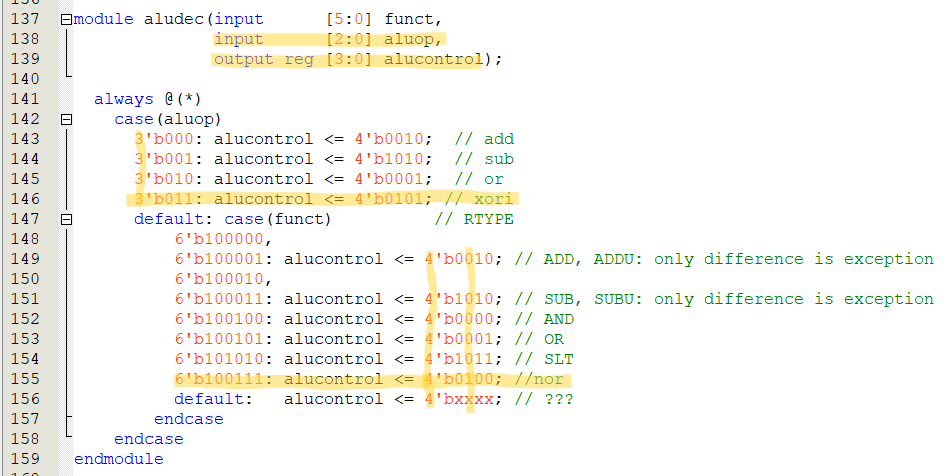 137 module aludec(input      [5:0] funct,
138               input      [2:0] aluop,
139               output reg [3:0] alucontrol);
140
141   always @(*)
142     case(aluop)
143       3'b000: alucontrol <= 4'b0010;  // add
144       3'b001: alucontrol <= 4'b1010;  // sub
145       3'b010: alucontrol <= 4'b0001;  // or
146       3'b011: alucontrol <= 4'b0101; // xori
147       default: case(funct)          // RTYPE
148           6'b100000,
149           6'b100001: alucontrol <= 4'b0010; // ADD, ADDU: only difference is exception
150           6'b100010,
151           6'b100011: alucontrol <= 4'b1010; // SUB, SUBU: only difference is exception
152           6'b100100: alucontrol <= 4'b0000; // AND
153           6'b100101: alucontrol <= 4'b0001; // OR
154           6'b101010: alucontrol <= 4'b1011; // SLT
155           6'b100111: alucontrol <= 4'b0100; //nor
156           default:   alucontrol <= 4'bxxxx; // ???
157         endcase
158     endcase
159 endmodule